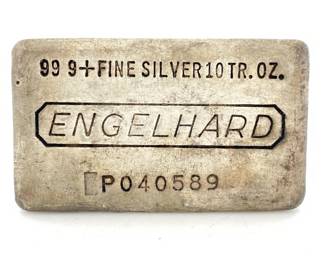 99 9+FINE SILVER 10 TR. OZ.
ENGELHARD
P040589